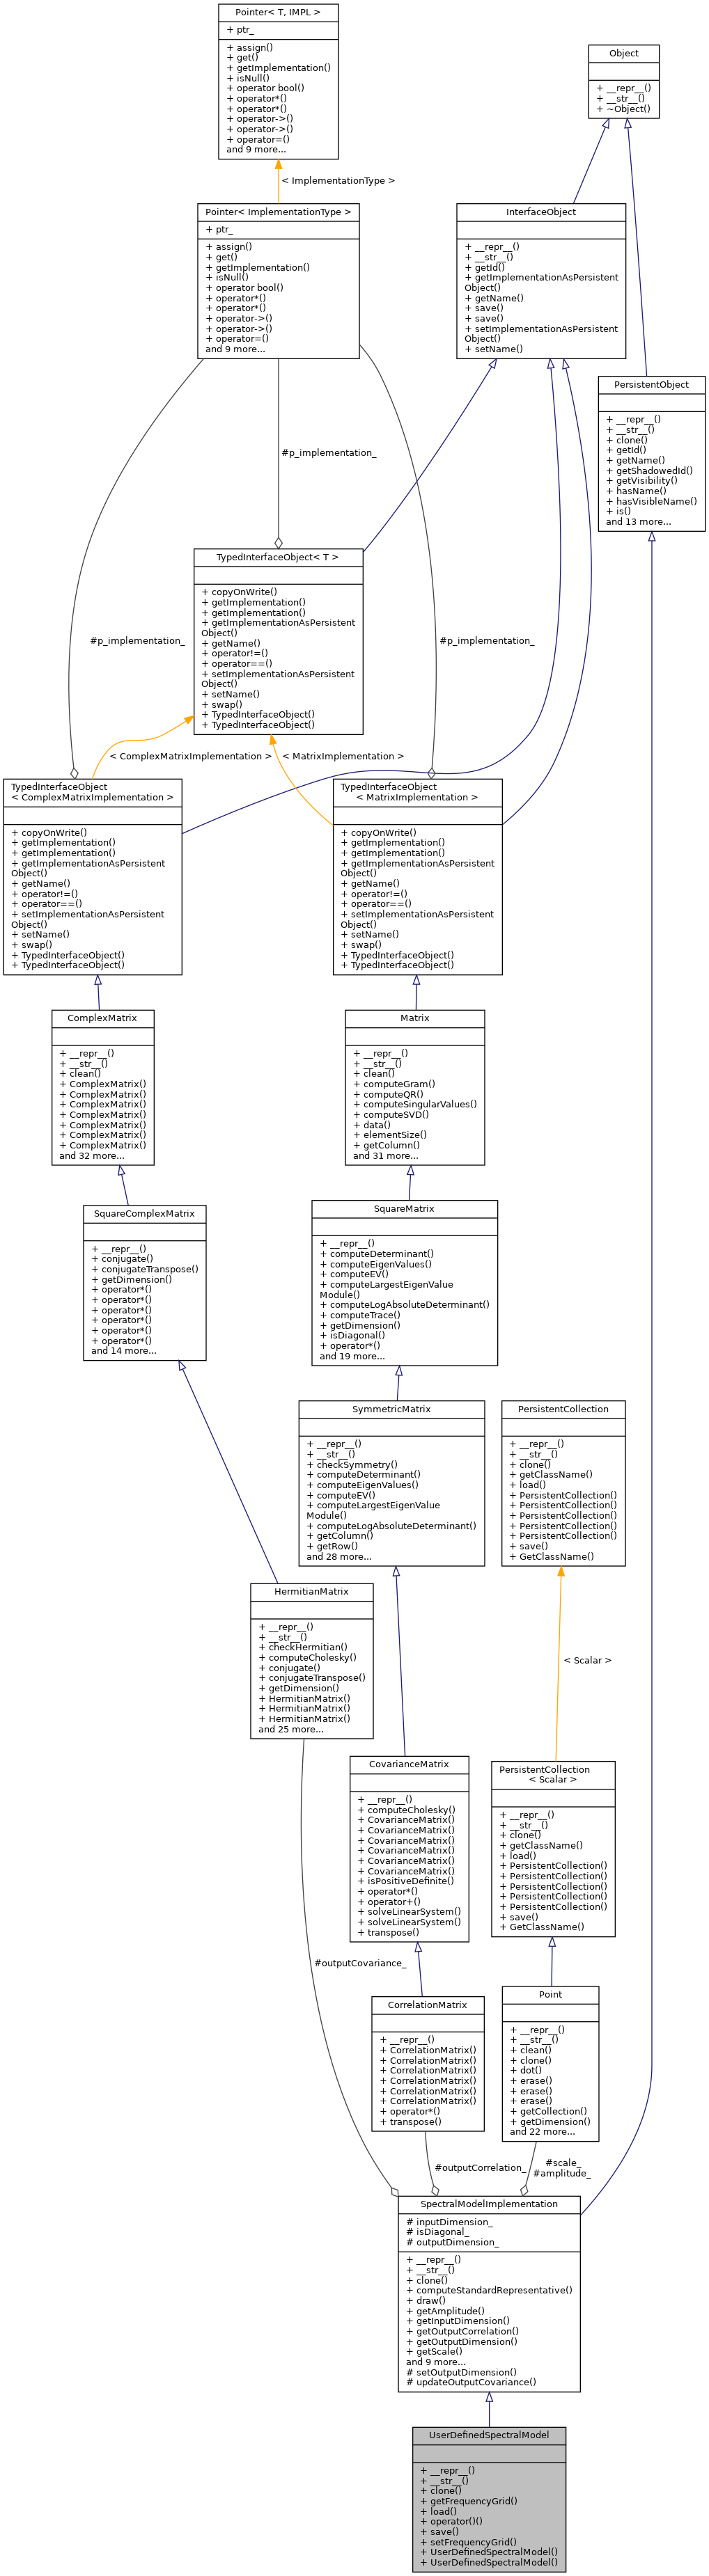 Pointer< T, IMPL >
+ ptr_
+ assign()
+ get()
+ getImplementation()
+ isNull()
+ operator bool()
+ operator*()
+ operator*()
+ operator->()
+ operator->()
+ operator=()
and 9 more...
Object
+ __repr__()
+ __str__()
+ ~Object()
< ImplementationType >
Pointer< ImplementationType >
+ ptr_
+ assign()
+ get()
+ getImplementation()
+ isNull()
+ operator bool()
+ operator*()
+ operator*()
+ operator->()
+ operator->()
+ operator=()
and 9 more...
InterfaceObject
+ __repr__()
+ __str__()
+ getId()
+ getImplementationAsPersistent
Object()
+ getName()
+ save()
+ save()
+ setImplementationAsPersistent
Object()
+ setName()
PersistentObject
+ __repr__()
+ __str__()
+ clone()
+ getId()
+ getName()
+ getShadowedId()
+ getVisibility()
+ hasName()
+ hasVisibleName()
+ is()
and 13 more...
#p_implementation_
TypedInterfaceObject< T >
+ copyOnWrite()
+ getImplementation()
+ getImplementation()
+ getImplementationAsPersistent
Object()
+ getName()
+ operator!=()
+ operator==()
+ setImplementationAsPersistent
Object()
+ setName()
+ swap()
+ TypedInterfaceObject()
+ TypedInterfaceObject()
#p_implementation_
#p_implementation_
< ComplexMatrixImplementation >
< MatrixImplementation >
TypedInterfaceObject
< ComplexMatrixImplementation >
+ copyOnWrite()
+ getImplementation()
+ getImplementation()
+ getImplementationAsPersistent
Object()
+ getName()
+ operator!=()
+ operator==()
+ setImplementationAsPersistent
Object()
+ setName()
+ swap()
+ TypedInterfaceObject()
+ TypedInterfaceObject()
TypedInterfaceObject
< MatrixImplementation >
+ copyOnWrite()
+ getImplementation()
+ getImplementation()
+ getImplementationAsPersistent
Object()
+ getName()
+ operator!=()
+ operator==()
+ setImplementationAsPersistent
Object()
+ setName()
+ swap()
+ TypedInterfaceObject()
+ TypedInterfaceObject()
ComplexMatrix
+ __repr__()
+ __str__()
+ clean()
+ ComplexMatrix()
+ ComplexMatrix()
+ ComplexMatrix()
+ ComplexMatrix()
+ ComplexMatrix()
+ ComplexMatrix()
+ ComplexMatrix()
and 32 more...
Matrix
+ __repr__()
+ __str__()
+ clean()
+ computeGram()
+ computeQR()
+ computeSingularValues()
+ computeSVD()
+ data()
+ elementSize()
+ getColumn()
and 31 more...
SquareComplexMatrix
+ __repr__()
+ conjugate()
+ conjugateTranspose()
+ getDimension()
+ operator*()
+ operator*()
+ operator*()
+ operator*()
+ operator*()
+ operator*()
and 14 more...
SquareMatrix
+ __repr__()
+ computeDeterminant()
+ computeEigenValues()
+ computeEV()
+ computeLargestEigenValue
Module()
+ computeLogAbsoluteDeterminant()
+ computeTrace()
+ getDimension()
+ isDiagonal()
+ operator*()
and 19 more...
SymmetricMatrix
+ __repr__()
+ __str__()
+ checkSymmetry()
+ computeDeterminant()
+ computeEigenValues()
+ computeEV()
+ computeLargestEigenValue
Module()
+ computeLogAbsoluteDeterminant()
+ getColumn()
+ getRow()
and 28 more...
PersistentCollection
+ __repr__()
+ __str__()
+ clone()
+ getClassName()
+ load()
+ PersistentCollection()
+ PersistentCollection()
+ PersistentCollection()
+ PersistentCollection()
+ PersistentCollection()
+ save()
+ GetClassName()
HermitianMatrix
+ __repr__()
+ __str__()
+ checkHermitian()
+ computeCholesky()
+ conjugate()
+ conjugateTranspose()
+ getDimension()
+ HermitianMatrix()
+ HermitianMatrix()
+ HermitianMatrix()
and 25 more...
< Scalar >
CovarianceMatrix
+ __repr__()
+ computeCholesky()
+ CovarianceMatrix()
+ CovarianceMatrix()
+ CovarianceMatrix()
+ CovarianceMatrix()
+ CovarianceMatrix()
+ CovarianceMatrix()
+ isPositiveDefinite()
+ operator*()
+ operator+()
+ solveLinearSystem()
+ solveLinearSystem()
+ transpose()
PersistentCollection
< Scalar >
+ __repr__()
+ __str__()
+ clone()
+ getClassName()
+ load()
+ PersistentCollection()
+ PersistentCollection()
+ PersistentCollection()
+ PersistentCollection()
+ PersistentCollection()
+ save()
+ GetClassName()
#outputCovariance_
CorrelationMatrix
+ __repr__()
+ CorrelationMatrix()
+ CorrelationMatrix()
+ CorrelationMatrix()
+ CorrelationMatrix()
+ CorrelationMatrix()
+ CorrelationMatrix()
+ operator*()
+ transpose()
Point
+ __repr__()
+ __str__()
+ clean()
+ clone()
+ dot()
+ erase()
+ erase()
+ erase()
+ getCollection()
+ getDimension()
and 22 more...
#outputCorrelation_
#scale_
#amplitude_
SpectralModelImplementation
# inputDimension_
# isDiagonal_
# outputDimension_
+ __repr__()
+ __str__()
+ clone()
+ computeStandardRepresentative()
+ draw()
+ getAmplitude()
+ getInputDimension()
+ getOutputCorrelation()
+ getOutputDimension()
+ getScale()
and 9 more...
# setOutputDimension()
# updateOutputCovariance()
UserDefinedSpectralModel
+ __repr__()
+ __str__()
+ clone()
+ getFrequencyGrid()
+ load()
+ operator()()
+ save()
+ setFrequencyGrid()
+ UserDefinedSpectralModel()
+ UserDefinedSpectralModel()